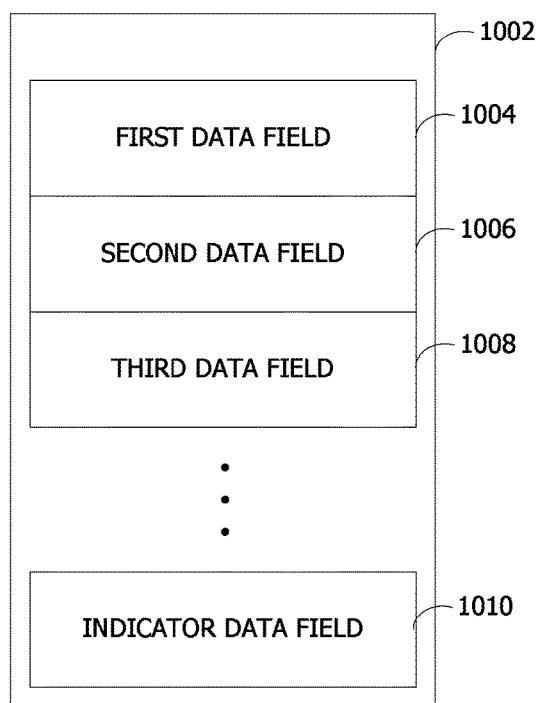 1002
FIRST DATA FIELD
1004
SECOND DATA FIELD
1006
THIRD DATA FIELD
1008
INDICATOR DATA FIELD
1010